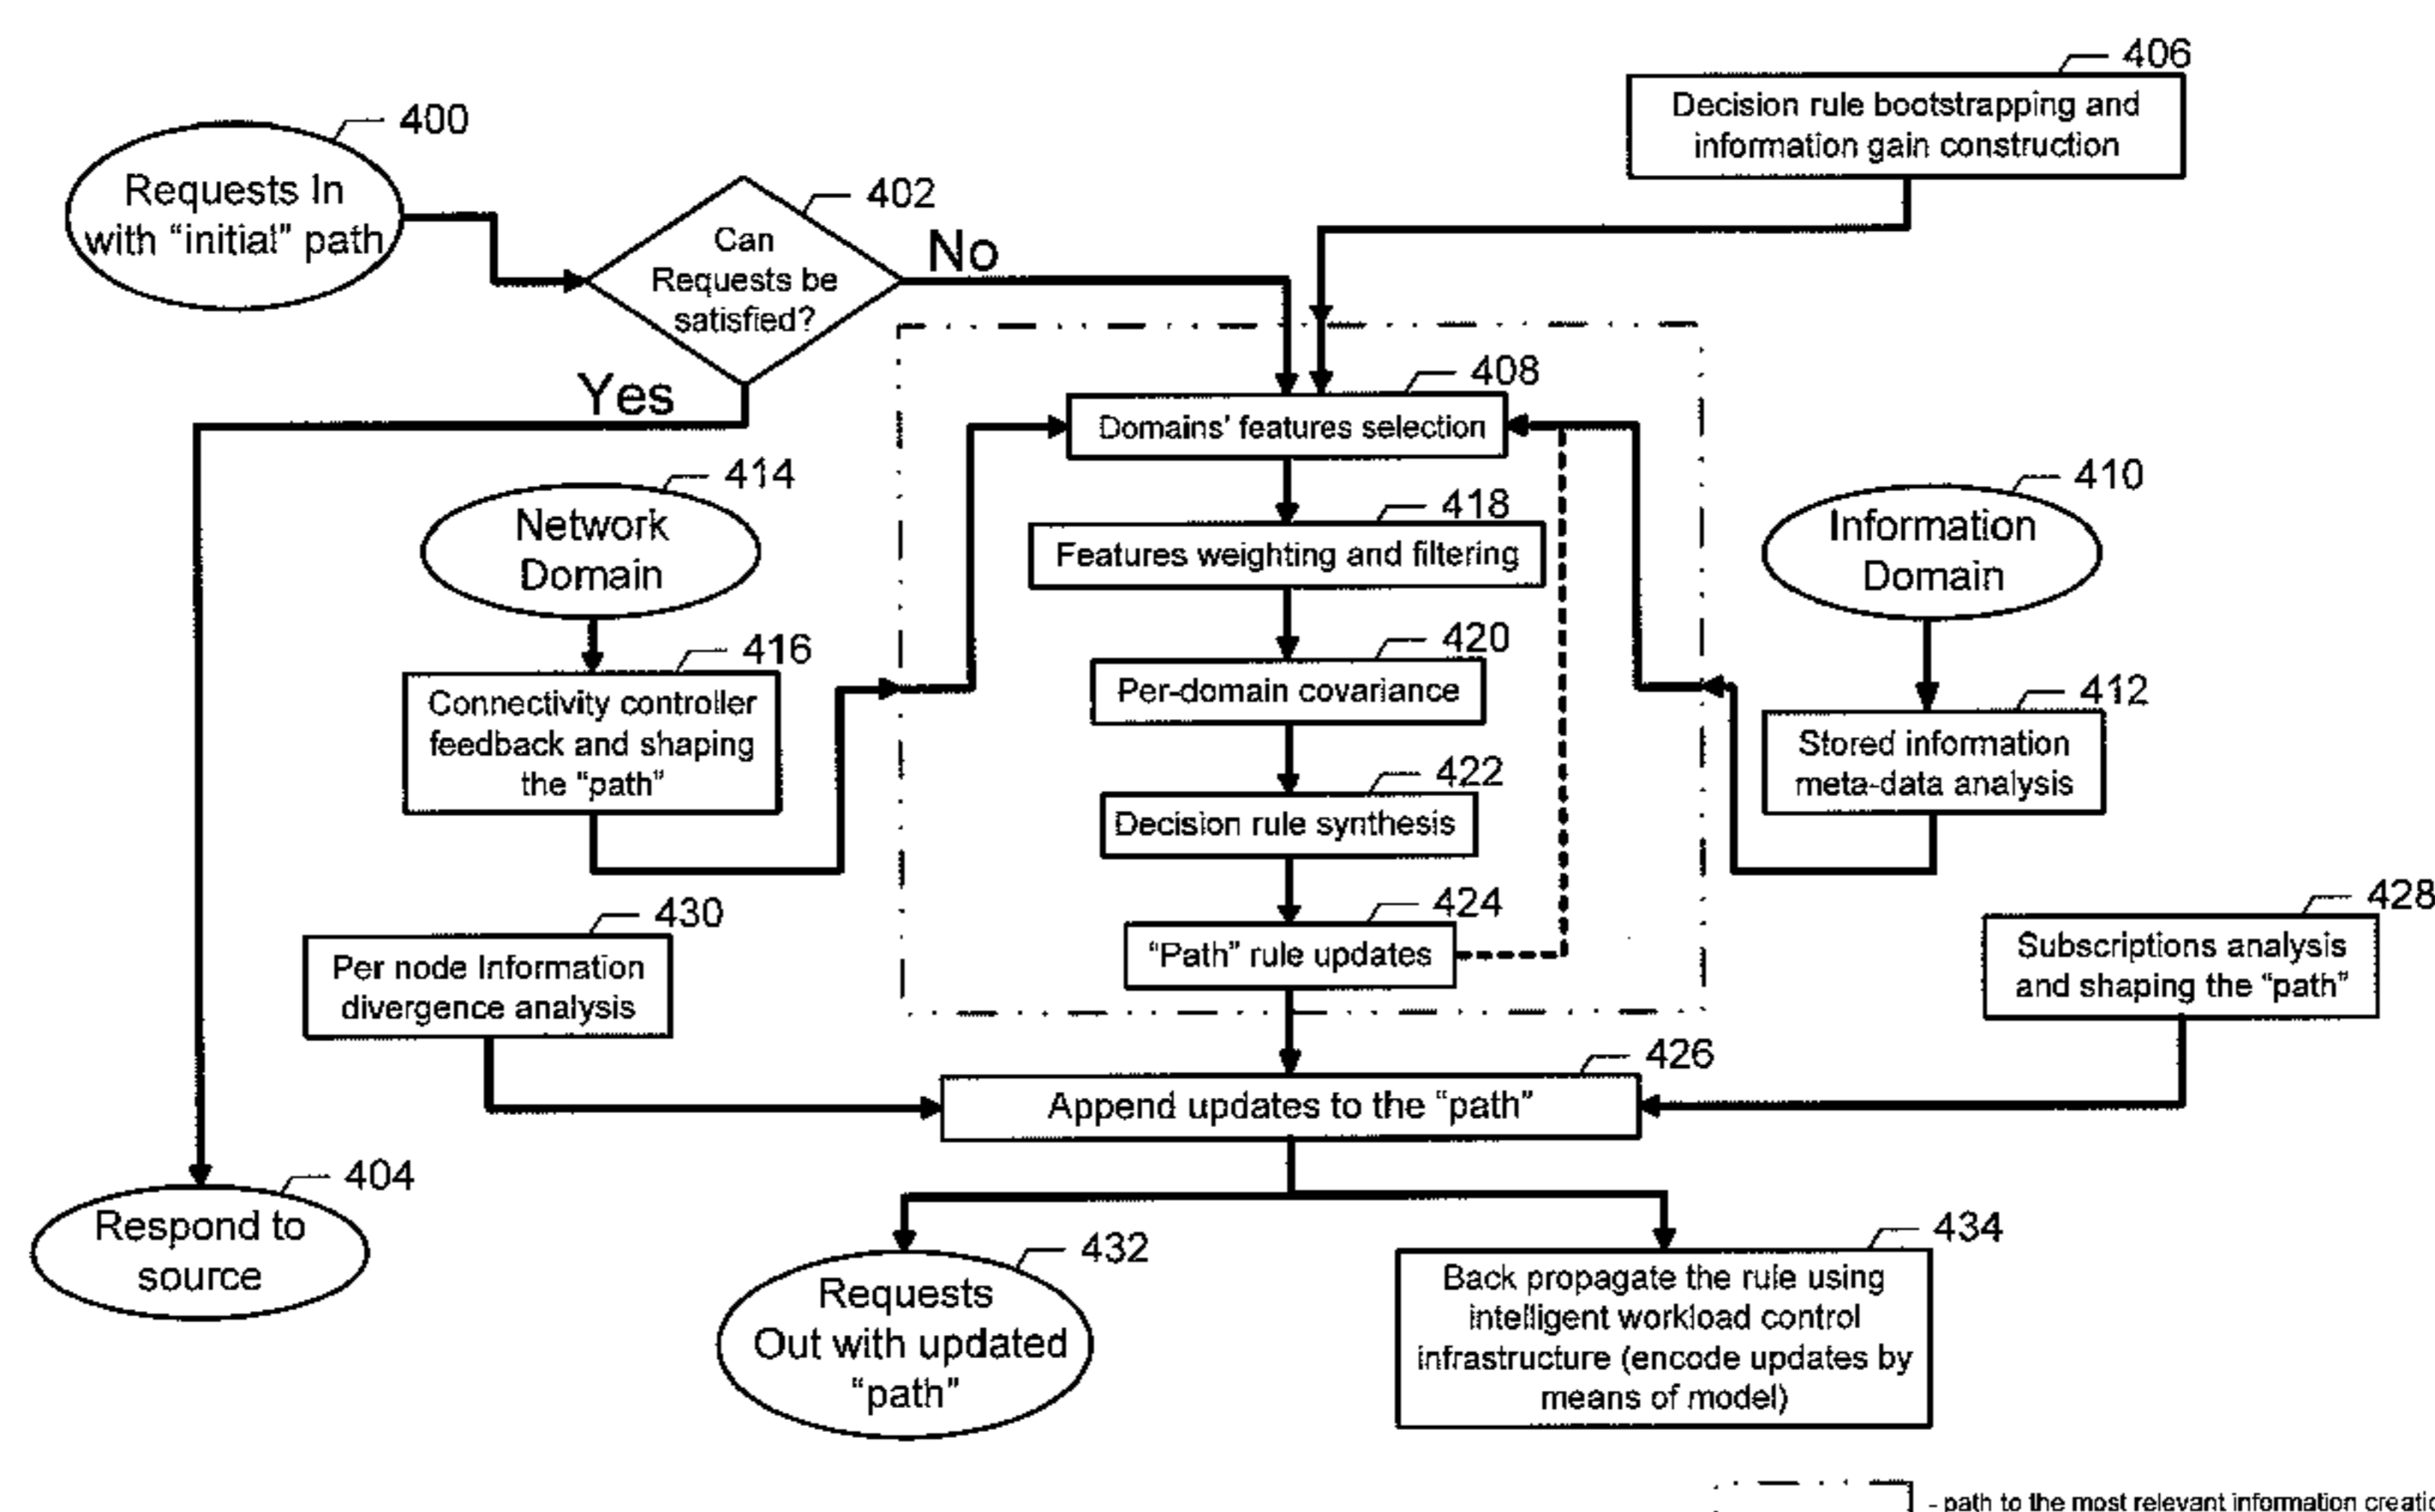 406
Decision rule bootstrapping and
information gain construction
400
Requests In
with “initial” path
402
Can
Requests be
satisfied?
No
Yes
408
Domains’ features selection
414
Network
Domain
418
Features weighting and filtering
410
Information
Domain
416
Connectivity controller
feedback and shaping
the “path”
420
Per-domain covariance
412
Stored information
meta-data analysis
422
Decision rule synthesis
430
Per node Information
divergence analysis
424
“Path” rule updates
428
Subscriptions analysis
and shaping the “path”
426
Append updates to the “path”
404
Respond to
source
432
Requests
Out with updated
“path”
434
Back propagate the rule using
intelligent workload control
infrastructure (encode updates by
means of model)
- path to the most relevant information creati